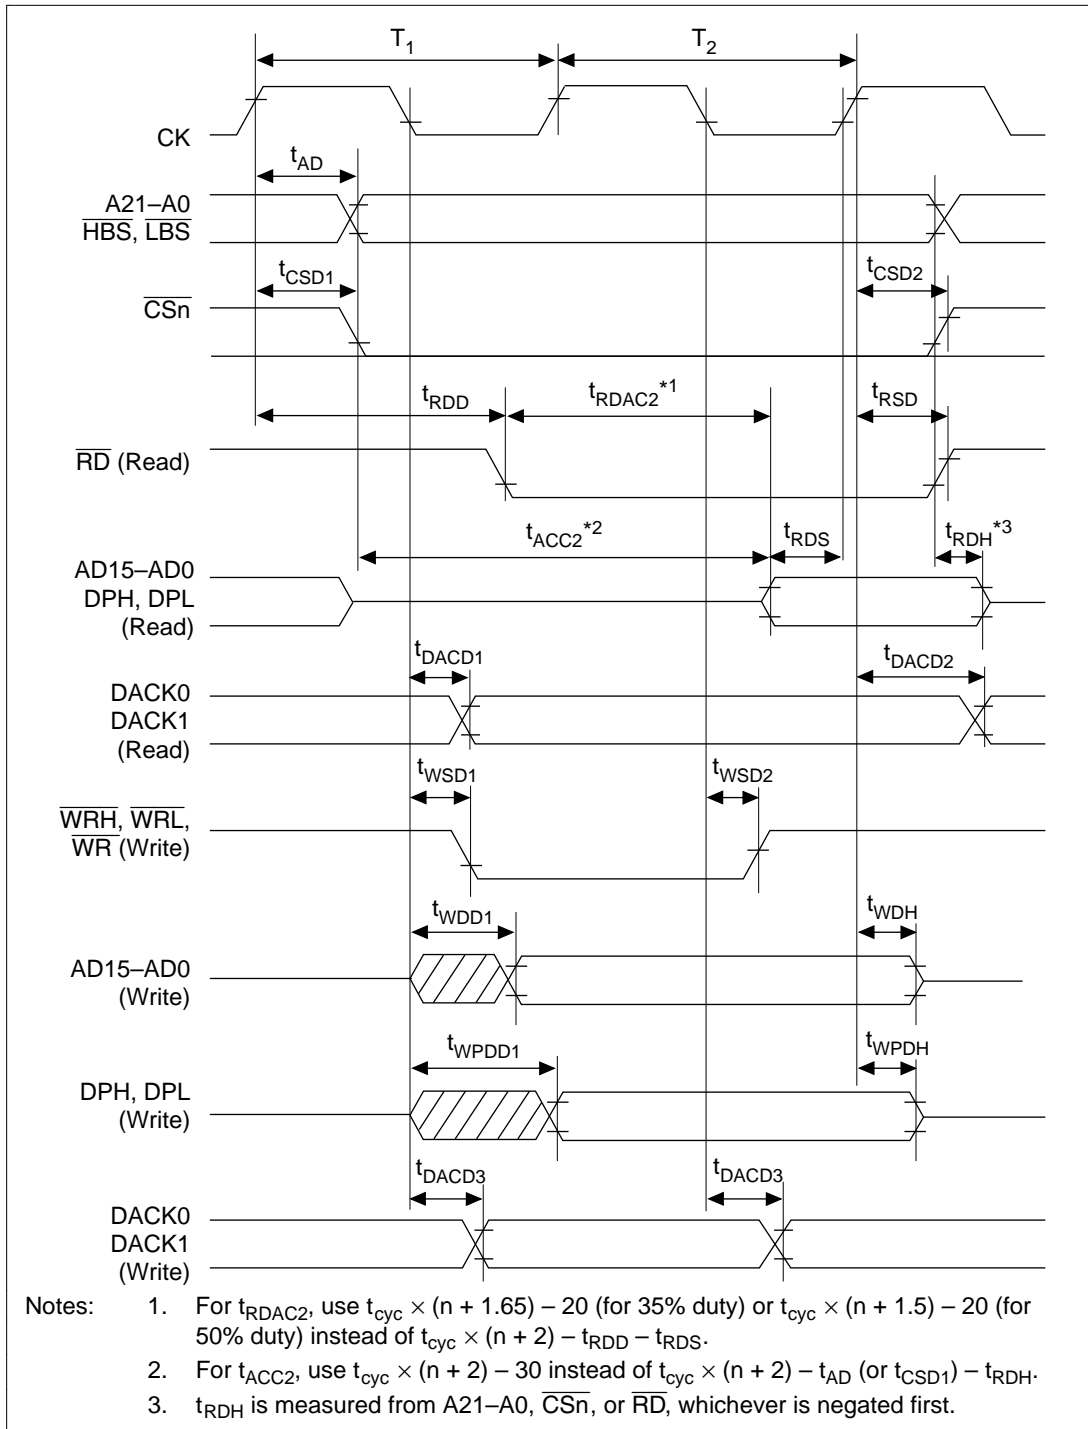 T1
T2
CK
tAD
A21–A0
HBS, LBS
tCSD1
tCSD2
CSn
tRDD
tRDAC2*1
tRSD
RD (Read)
tACC2*2
tRDS
tRDH*3
AD15–AD0
DPH, DPL
(Read)
tDACD1
tDACD2
DACK0
DACK1
(Read)
tWSD1
tWSD2
WRH, WRL,
WR (Write)
tWDD1
tWDH
AD15–AD0
(Write)
tWPDD1
tWPDH
DPH, DPL
(Write)
tDACD3
tDACD3
DACK0
DACK1
(Write)
Notes: 1. For tRDAC2, use tcyc × (n + 1.65) – 20 (for 35% duty) or tcyc × (n + 1.5) – 20 (for
50% duty) instead of tcyc × (n + 2) – tRDD – tRDS.
2. For tACC2, use tcyc × (n + 2) – 30 instead of tcyc × (n + 2) – tAD (or tCSD1) – tRDH.
3. tRDH is measured from A21–A0, CSn, or RD, whichever is negated first.